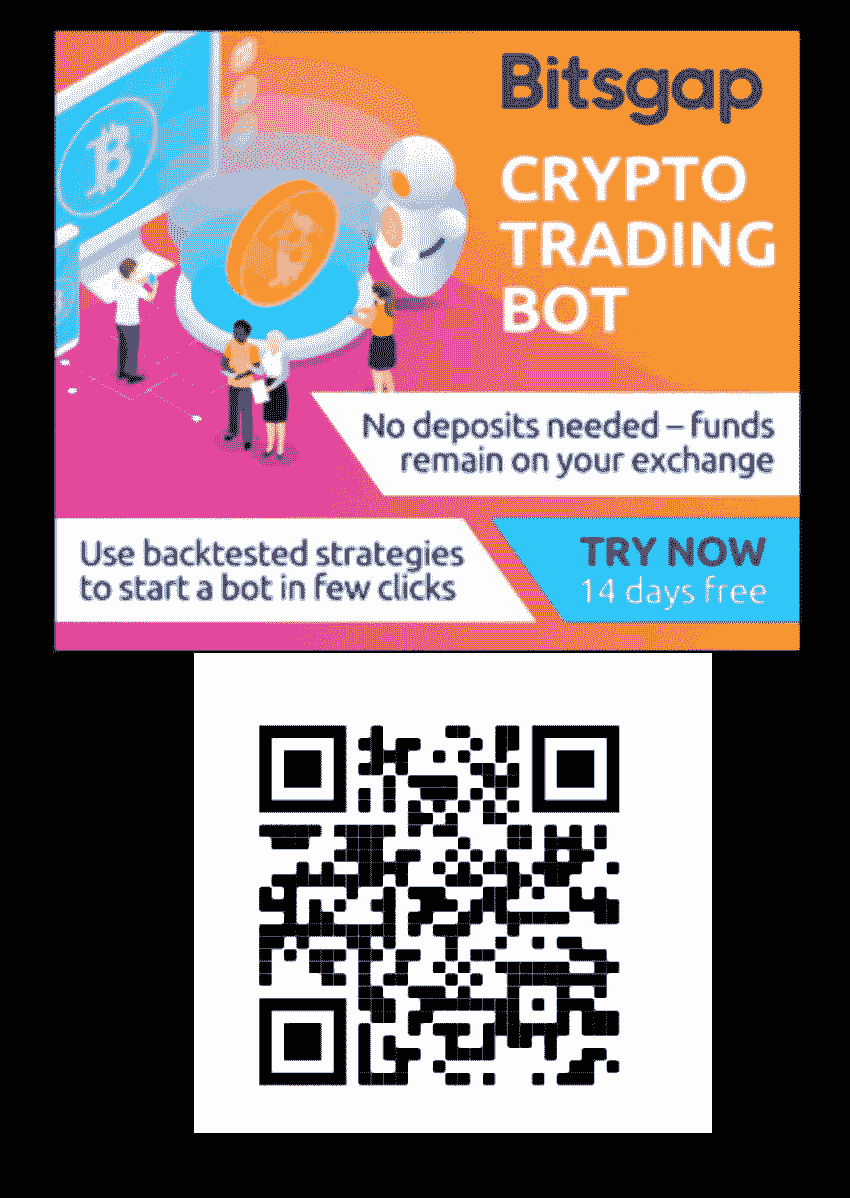 Bitsgap
CRYPTO
TRADING
BOT
No deposits needed – funds
remain on your exchange
Use backtested strategies
to start a bot in few clicks
TRY NOW
14 days free